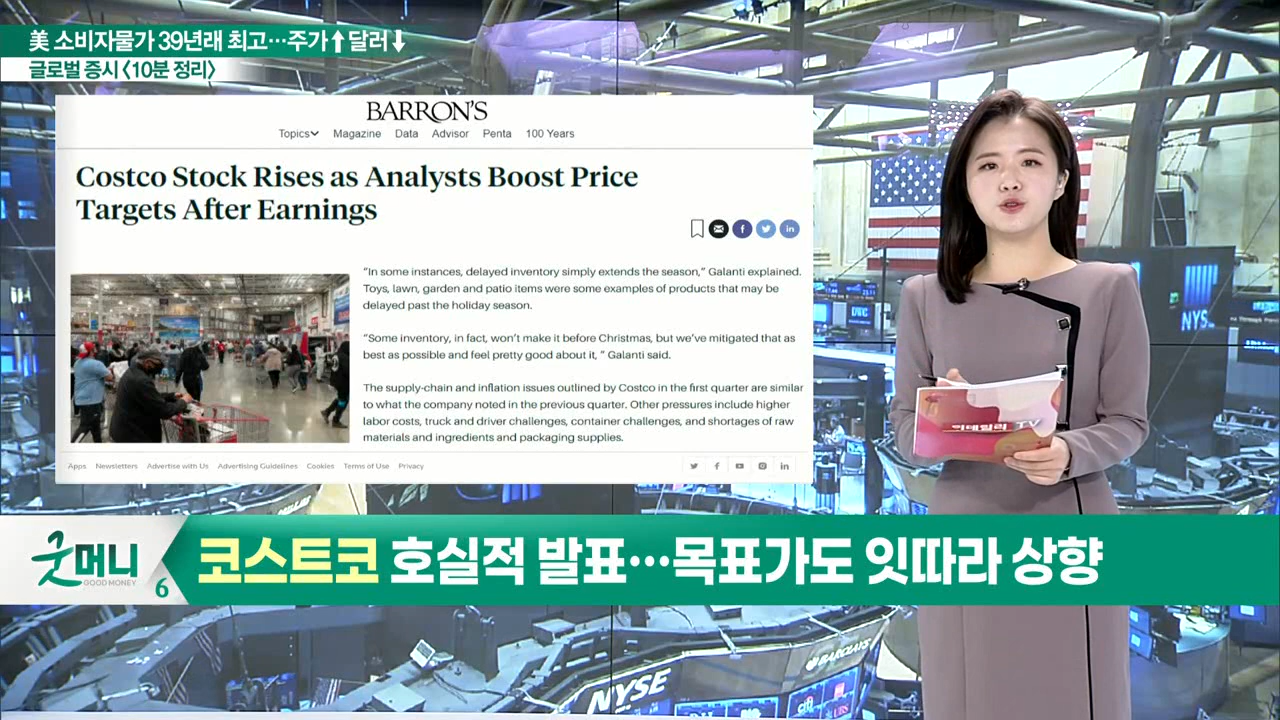 美 소비자물가 39년래 최고…주가↑달러↓
글로벌 증시 <10분 정리>
BARRON'S
Topics Magazine Data Advisor Penta 100 Years
Costco Stock Rises as Analysts Boost Price
Targets After Earnings
"In some instances, delayed inventory simply extends the season," Galanti explained.
Toys, lawn, garden and patio items were some examples of products that may be
delayed past the holiday season.
"Some inventory, in fact, won't make it before Christmas, but we've mitigated that as
best as possible and feel pretty good about it, " Galanti said.
The supply-chain and inflation issues outlined by Costco in the first quarter are similar
to what the company noted in the previous quarter. Other pressures include higher
labor costs, truck and driver challenges, container challenges, and shortages of raw
materials and ingredients and packaging supplies.
Apps Newsletters Advertise with Us Advertising Guidelines Cookies Terms of Use Privacy
NYS
이데일리 TV
굿머니
GOOD MONEY
6
코스트코 호실적 발표…목표가도 잇따라 상향
NYSE
BARCLAYS
citi
UBS